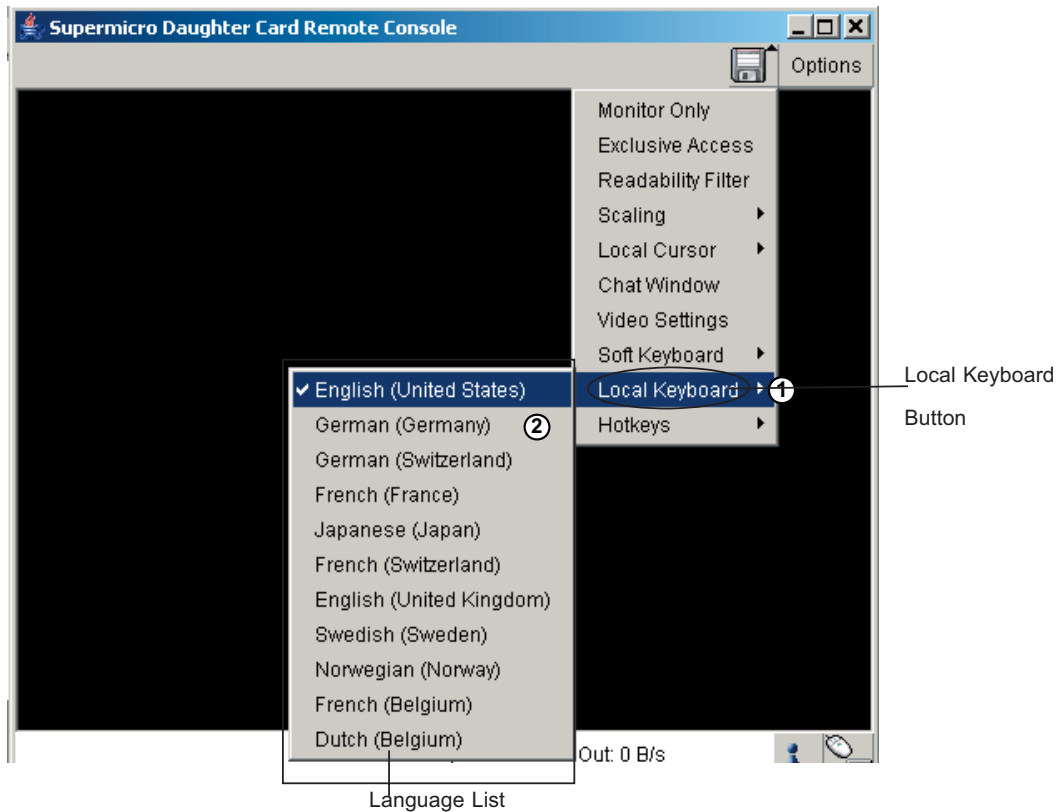 Supermicro Daughter Card Remote Console
Options
Monitor Only
Exclusive Access
Readability Filter
Scaling
Local Cursor
Chat Window
Video Settings
Soft Keyboard
Local Keyboard 1
Hotkeys
Local Keyboard
Button
English (United States)
German (Germany) 2
German (Switzerland)
French (France)
Japanese (Japan)
French (Switzerland)
English (United Kingdom)
Swedish (Sweden)
Norwegian (Norway)
French (Belgium)
Dutch (Belgium)
Out: 0 B/s
Language List